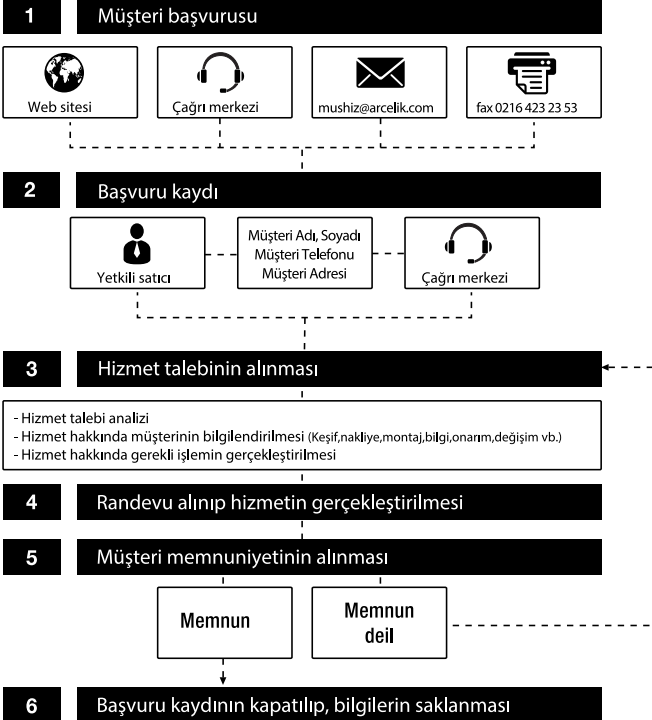 1 Müşteri başvurusu
Web sitesi
Çağrı merkezi
mushiz@arcelik.com
fax 0216 423 23 53
2 Başvuru kaydı
Yetkili satıcı
Müşteri Adı, Soyadı
Müşteri Telefonu
Müşteri Adresi
Çağrı merkezi
3 Hizmet talebinin alınması
- Hizmet talebi analizi
- Hizmet hakkında müşterinin bilgilendirilmesi (Keşif,nakliye,montaj,bilgi,onarım,değişim vb.)
- Hizmet hakkında gerekli işlemin gerçekleştirilmesi
4 Randevu alınıp hizmetin gerçekleştirilmesi
5 Müşteri memnuniyetinin alınması
Memnun
Memnun
deil
6 Başvuru kaydının kapatılıp, bilgilerin saklanması